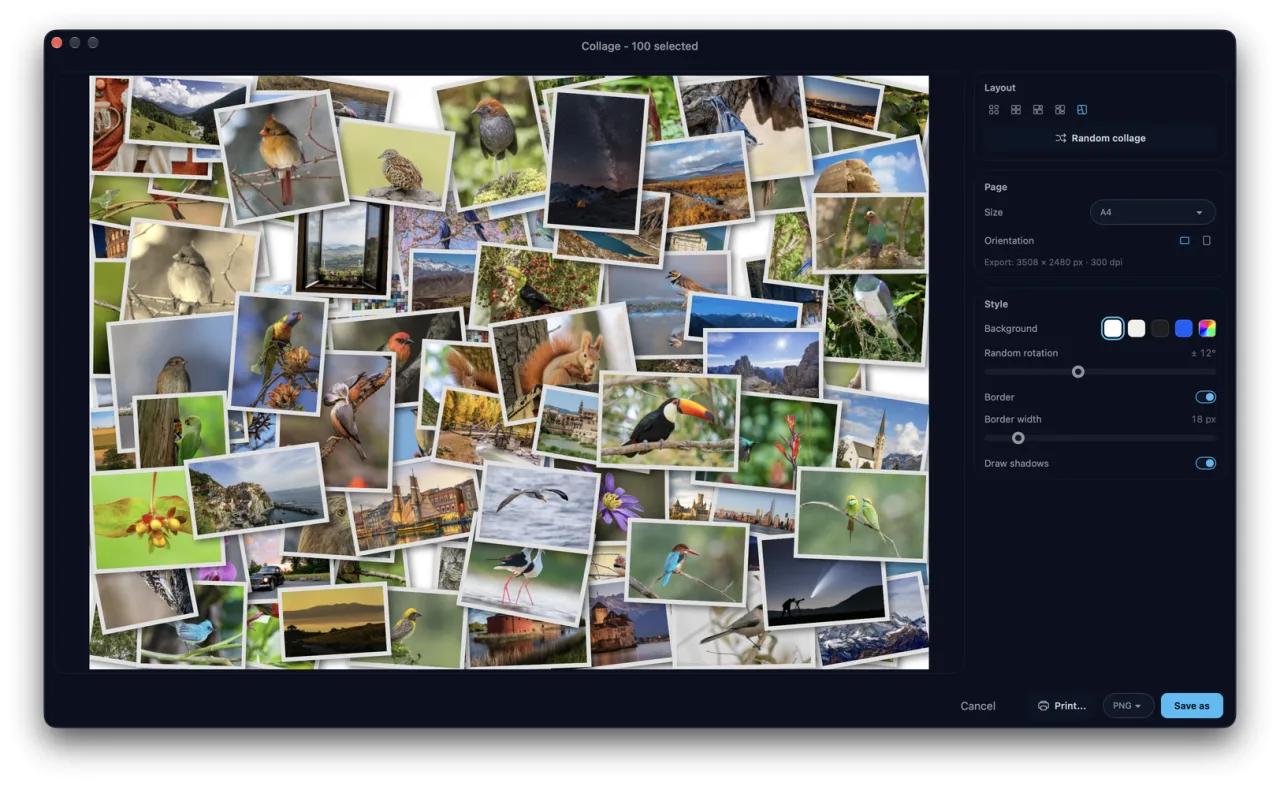 Collage - 100 selected
Layout
Random collage
Page
Size A4
Orientation
Export: 3508 × 2480 px · 300 dpi
Style
Background
Random rotation ± 12°
Border
Border width 18 px
Draw shadows
Cancel Print... PNG Save as